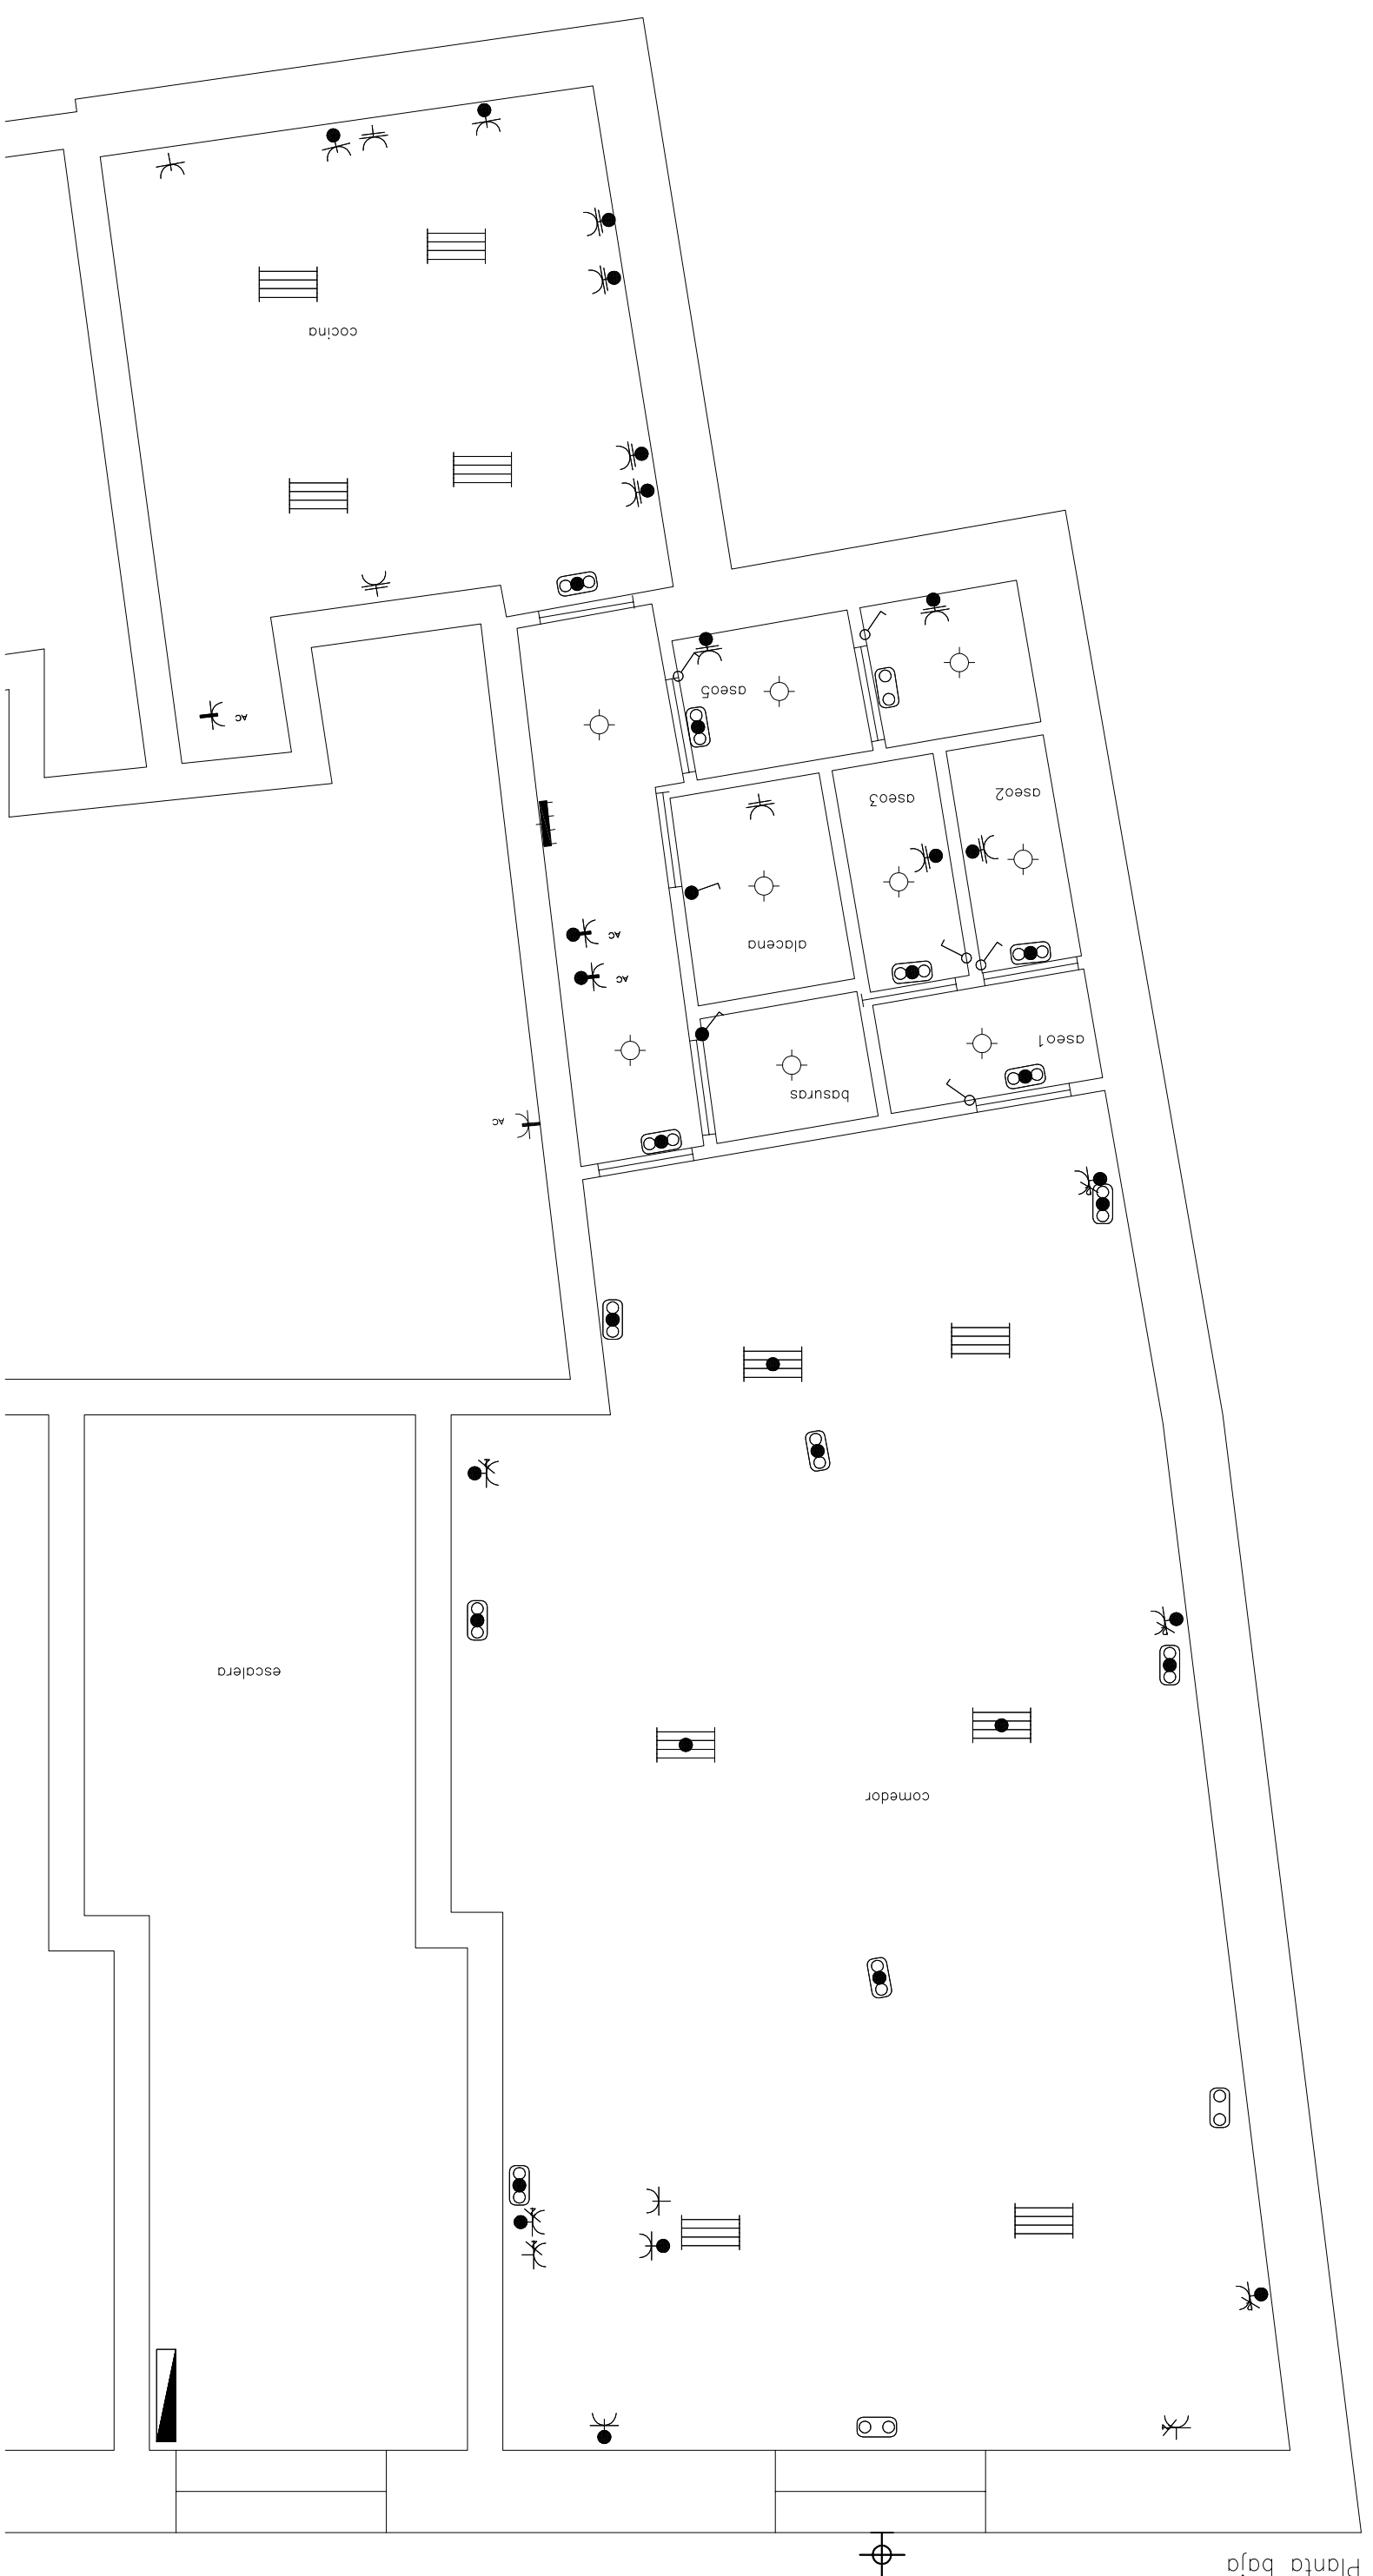 Planta baja
comedor
escalera
AC
basuras
aseo1
AC
alacena
AC
aseo3
aseo2
AC
aseo5
cocina